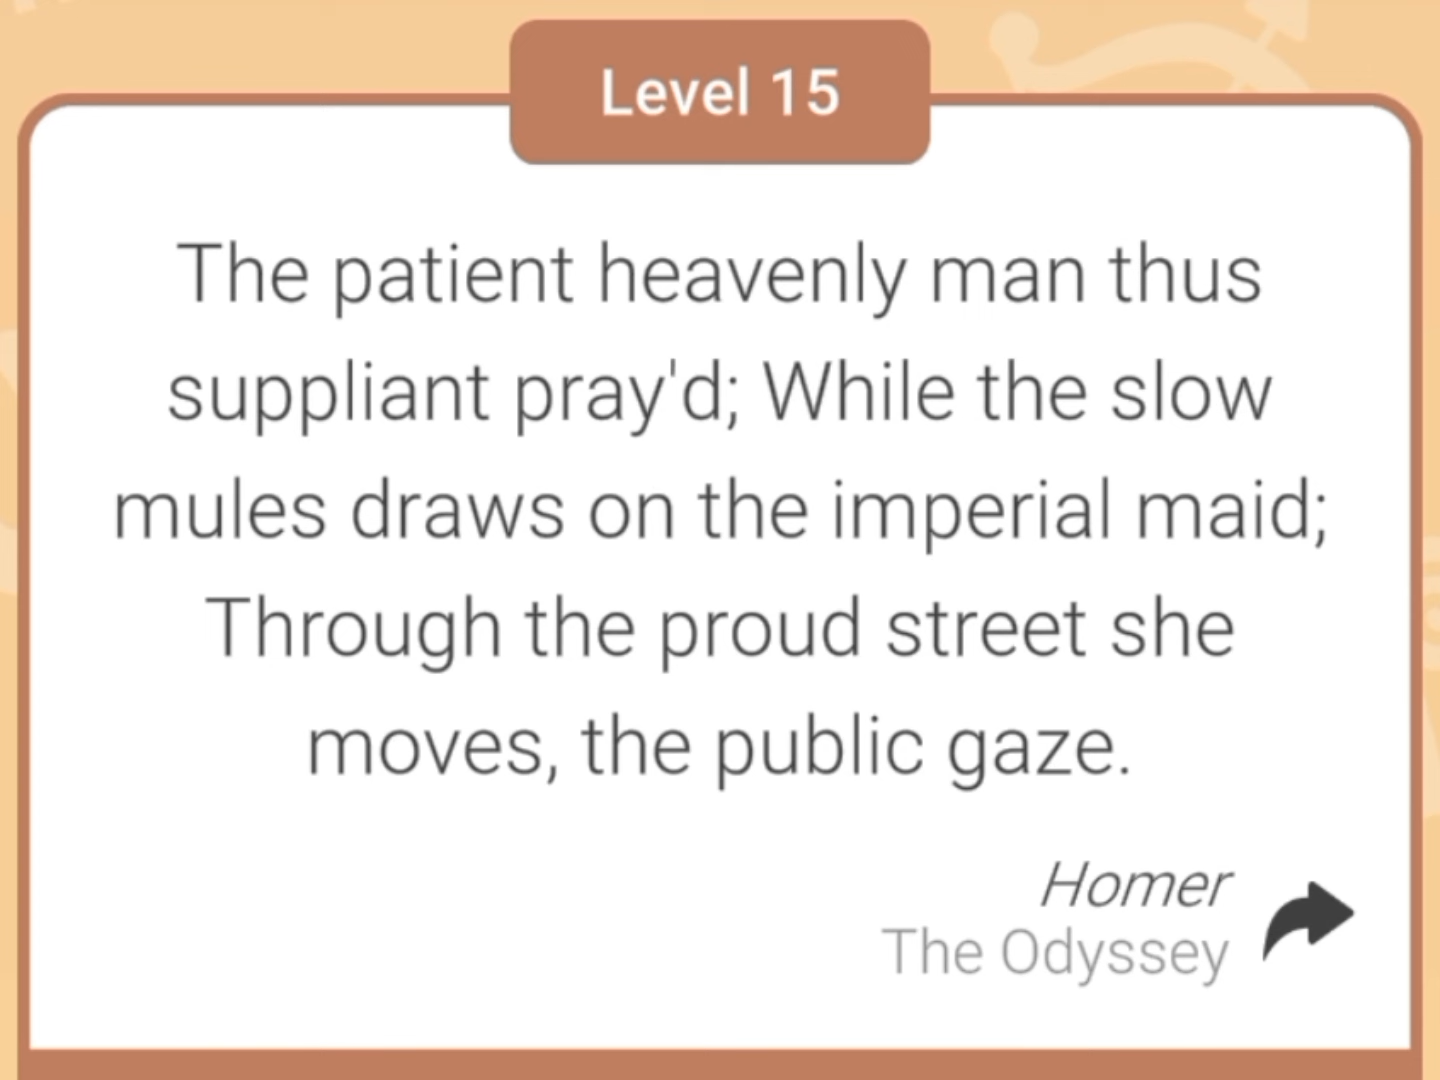 Level 15
The patient heavenly man thus
suppliant pray'd; While the slow
mules draws on the imperial maid;
Through the proud street she
moves, the public gaze.
Homer
The Odyssey